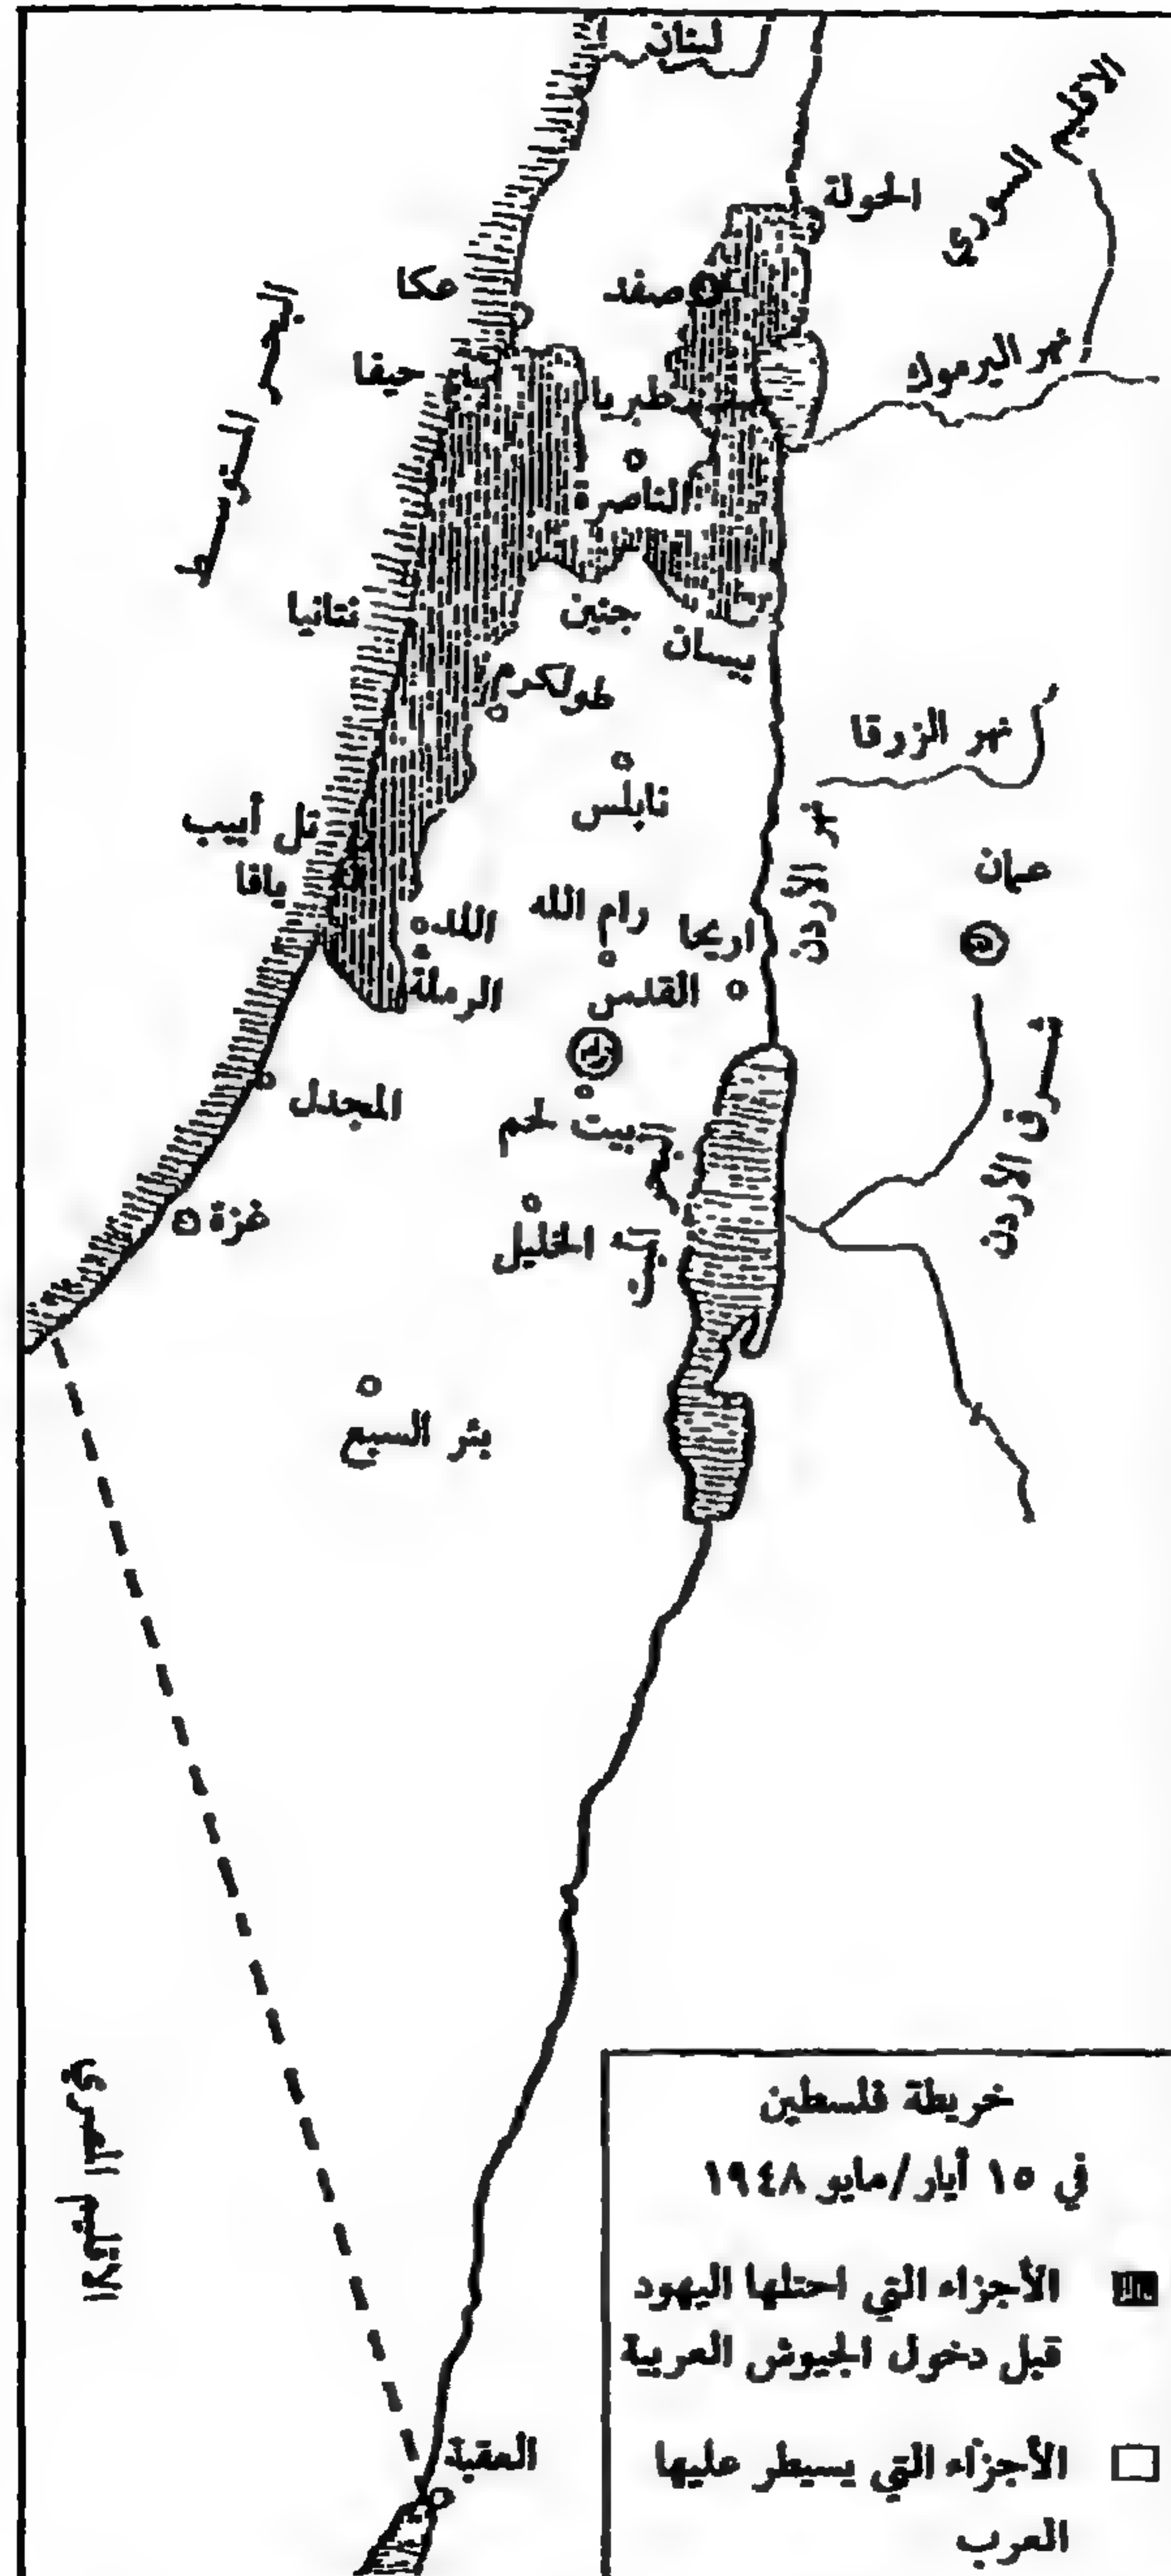 لبنان
الاقليم السوري
الحولة
عكا
صفد
البحر المتوسط
حيفا
طبريا
نهر اليرموك
الناصرة
نتانيا
جنين
بيسان
طولكرم
نهر الزرقا
نابلس
تل أبيب
يافا
نهر الأردن
عمان
اللد
رام الله
اريحا
الرملة
القدس
شرق الأردن
المجدل
بيت لحم
غزة
الخليل
بئر السبع
خريطة فلسطين
في ١٥ أيار/مايو ١٩٤٨
الأجزاء التي احتلها اليهود
قبل دخول الجيوش العربية
الأجزاء التي يسيطر عليها
العرب
العقبة